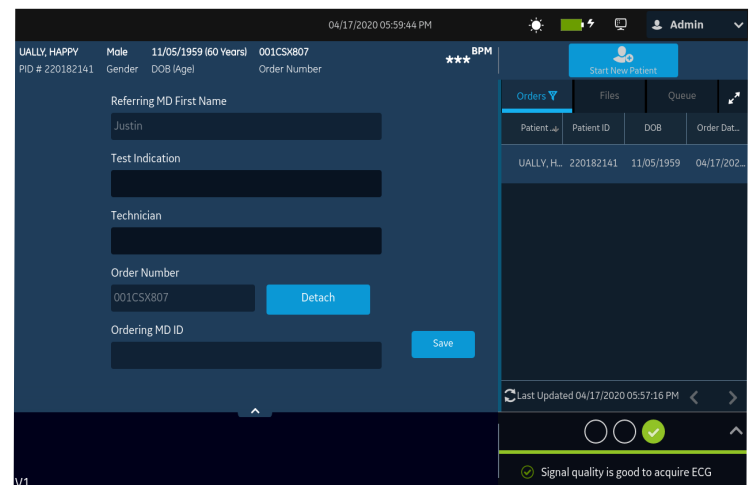 04/17/2020 05:59:44 PM
Admin
UALLY, HAPPY Male 11/05/1959 (60 Years) 001CSX807
PID # 220182141 Gender DOB (Age) Order Number
*** BPM
Start New Patient
Referring MD First Name
Justin
Test Indication
Technician
Order Number
001CSX807
Detach
Ordering MD ID
Save
Orders Files Queue
Patient.. Patient ID DOB Order Dat...
UALLY, H... 220182141 11/05/1959 04/17/202...
Last Updated 04/17/2020 05:57:16 PM
Signal quality is good to acquire ECG
V1